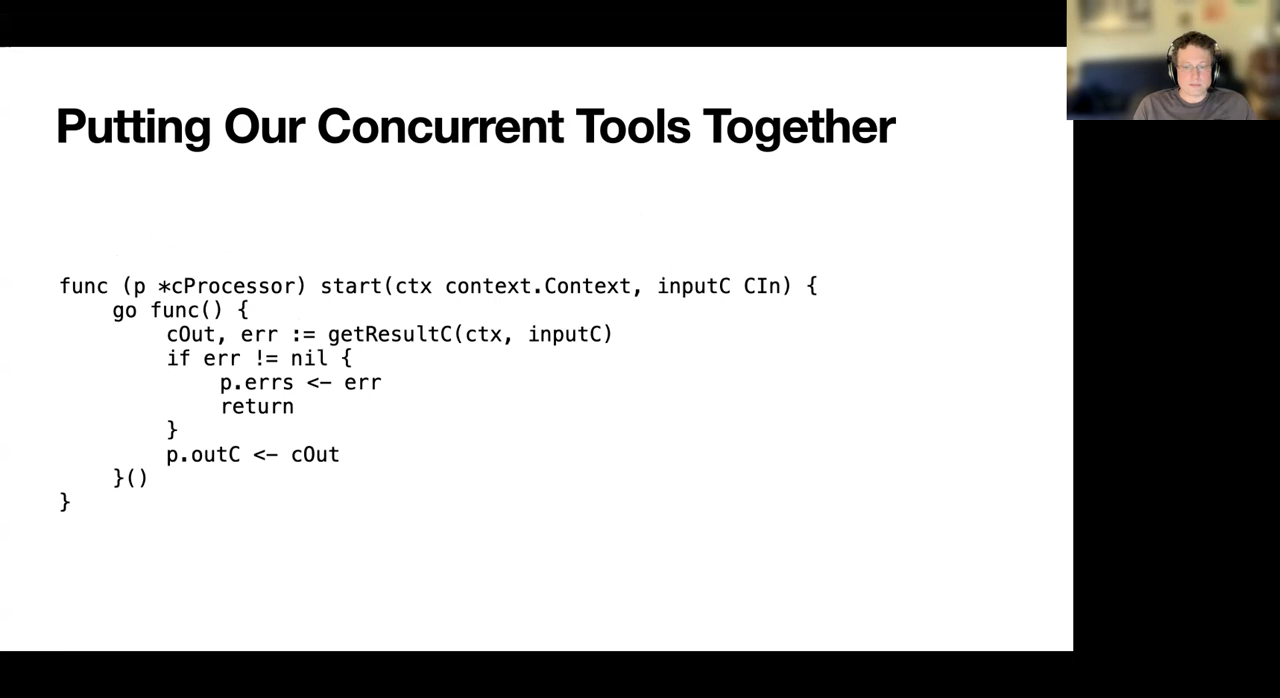 Putting Our Concurrent Tools Together
func (p *cProcessor) start(ctx context.Context, inputC CIn) {
    go func() {
        cOut, err := getResultC(ctx, inputC)
        if err != nil {
            p.errs <- err
            return
        }
        p.outC <- cOut
    }()
}